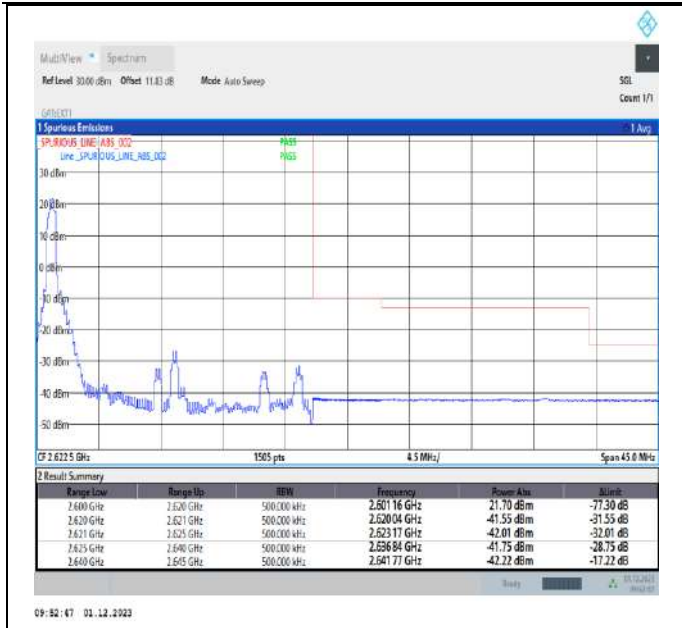 MultiView Spectrum
Ref Level 30.00 dBm Offset 11.83 dB Mode Auto Sweep SGL
Count 1/1
1 Spurious Emissions 1 Avg
SPURIOUS_LINE_ABS_002 PASS
Line _SPURIOUS_LINE_ABS_002 PASS
30 dBm
20 dBm
10 dBm
0 dBm
-10 dBm
-20 dBm
-30 dBm
-40 dBm
-50 dBm
CF 2.6225 GHz 1505 pts 4.5 MHz/ Span 45.0 MHz
2 Result Summary
Range Low Range Up RBW Frequency Power Abs ΔLimit
2.600 GHz 2.620 GHz 500.000 kHz 2.60116 GHz 21.70 dBm -77.30 dB
2.620 GHz 2.621 GHz 500.000 kHz 2.62004 GHz -41.55 dBm -31.55 dB
2.621 GHz 2.625 GHz 500.000 kHz 2.62317 GHz -42.01 dBm -32.01 dB
2.625 GHz 2.640 GHz 500.000 kHz 2.63684 GHz -41.75 dBm -28.75 dB
2.640 GHz 2.645 GHz 500.000 kHz 2.64177 GHz -42.22 dBm -17.22 dB
Ready 01.12.2023
09:52:47 01.12.2023